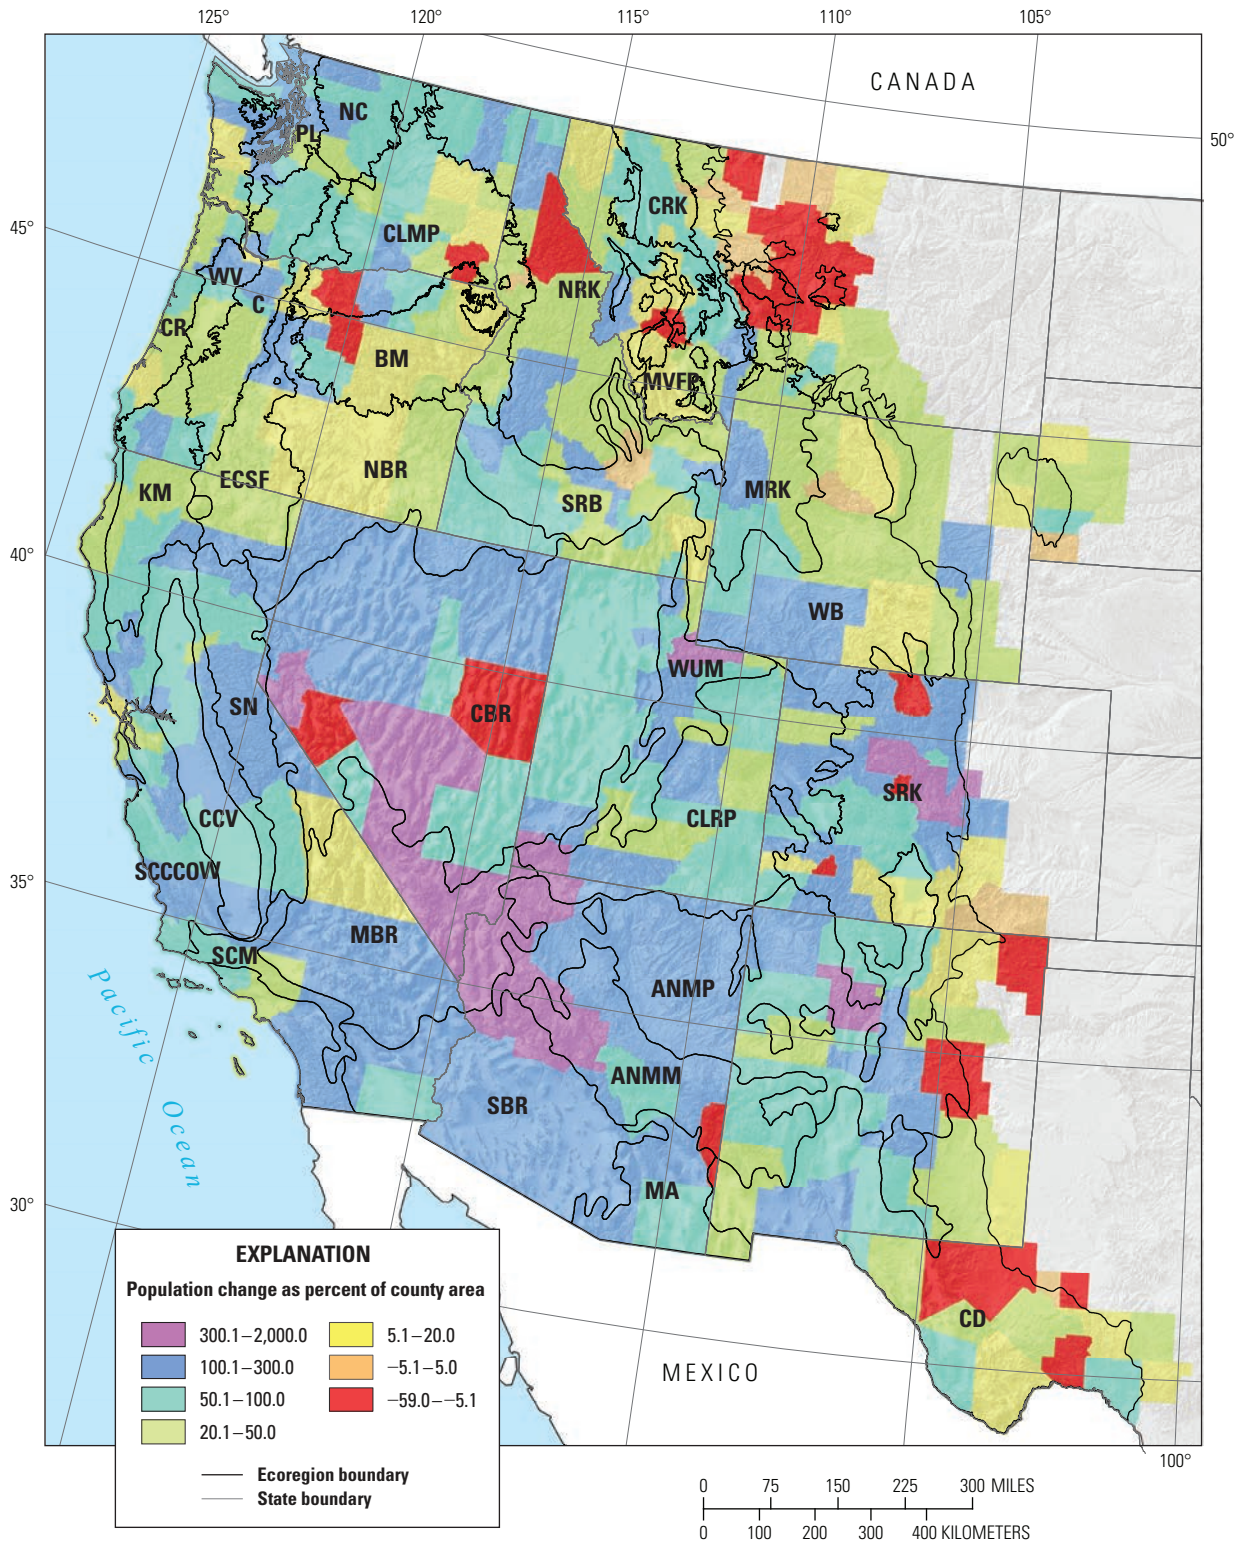 125°
120°
115°
110°
105°
CANADA
50°
NC
PL
CRK
45°
CLMP
WV
C
NRK
CR
BM
MVFP
NBR
ECSF
KM
SRB
MRK
40°
WB
WUM
SN
CBR
SRK
CCV
CLRP
SCCCOW
35°
MBR
SCM
ANMP
Pacific
Ocean
ANMM
SBR
MA
30°
CD
MEXICO
100°
EXPLANATION
Population change as percent of county area
300.1–2,000.0
5.1–20.0
100.1–300.0
−5.1–5.0
50.1–100.0
−59.0–−5.1
20.1–50.0
Ecoregion boundary
State boundary
0 75 150 225 300 MILES
0 100 200 300 400 KILOMETERS